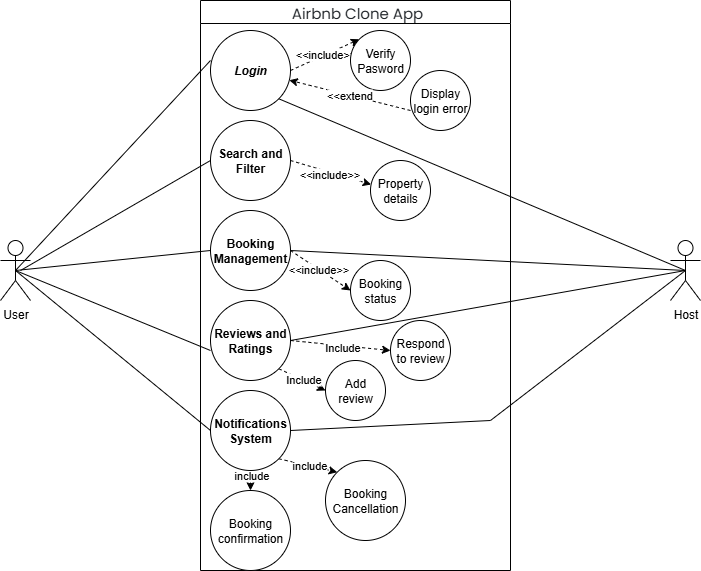 Airbnb Clone App
Login
<<include>
Verify
Pasword
<<extend
Display
login error
Search and
Filter
<<include>>
Property
details
Booking
Management
<<include>>
Booking
status
User
Host
Reviews and
Ratings
Include
Respond
to review
Include
Add
review
Notifications
System
include
include
Booking
Cancellation
Booking
confirmation